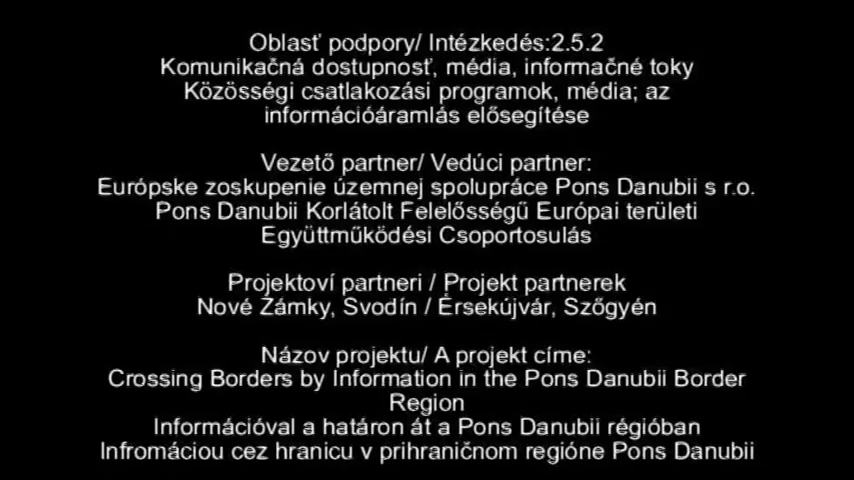 Oblasť podpory/ Intézkedés:2.5.2
Komunikačná dostupnosť, média, informačné toky
Közösségi csatlakozási programok, média; az
információáramlás elősegítése
Vezető partner/ Vedúci partner:
Európske zoskupenie územnej spolupráce Pons Danubii s r.o.
Pons Danubii Korlátolt Felelősségű Európai területi
Együttműködési Csoportosulás
Projektoví partneri / Projekt partnerek
Nové Zámky, Svodín / Érsekújvár, Szőgyén
Názov projektu/ A projekt címe:
Crossing Borders by Information in the Pons Danubii Border
Region
Információval a határon át a Pons Danubii régióban
Infromáciou cez hranicu v prihraničnom regióne Pons Danubii